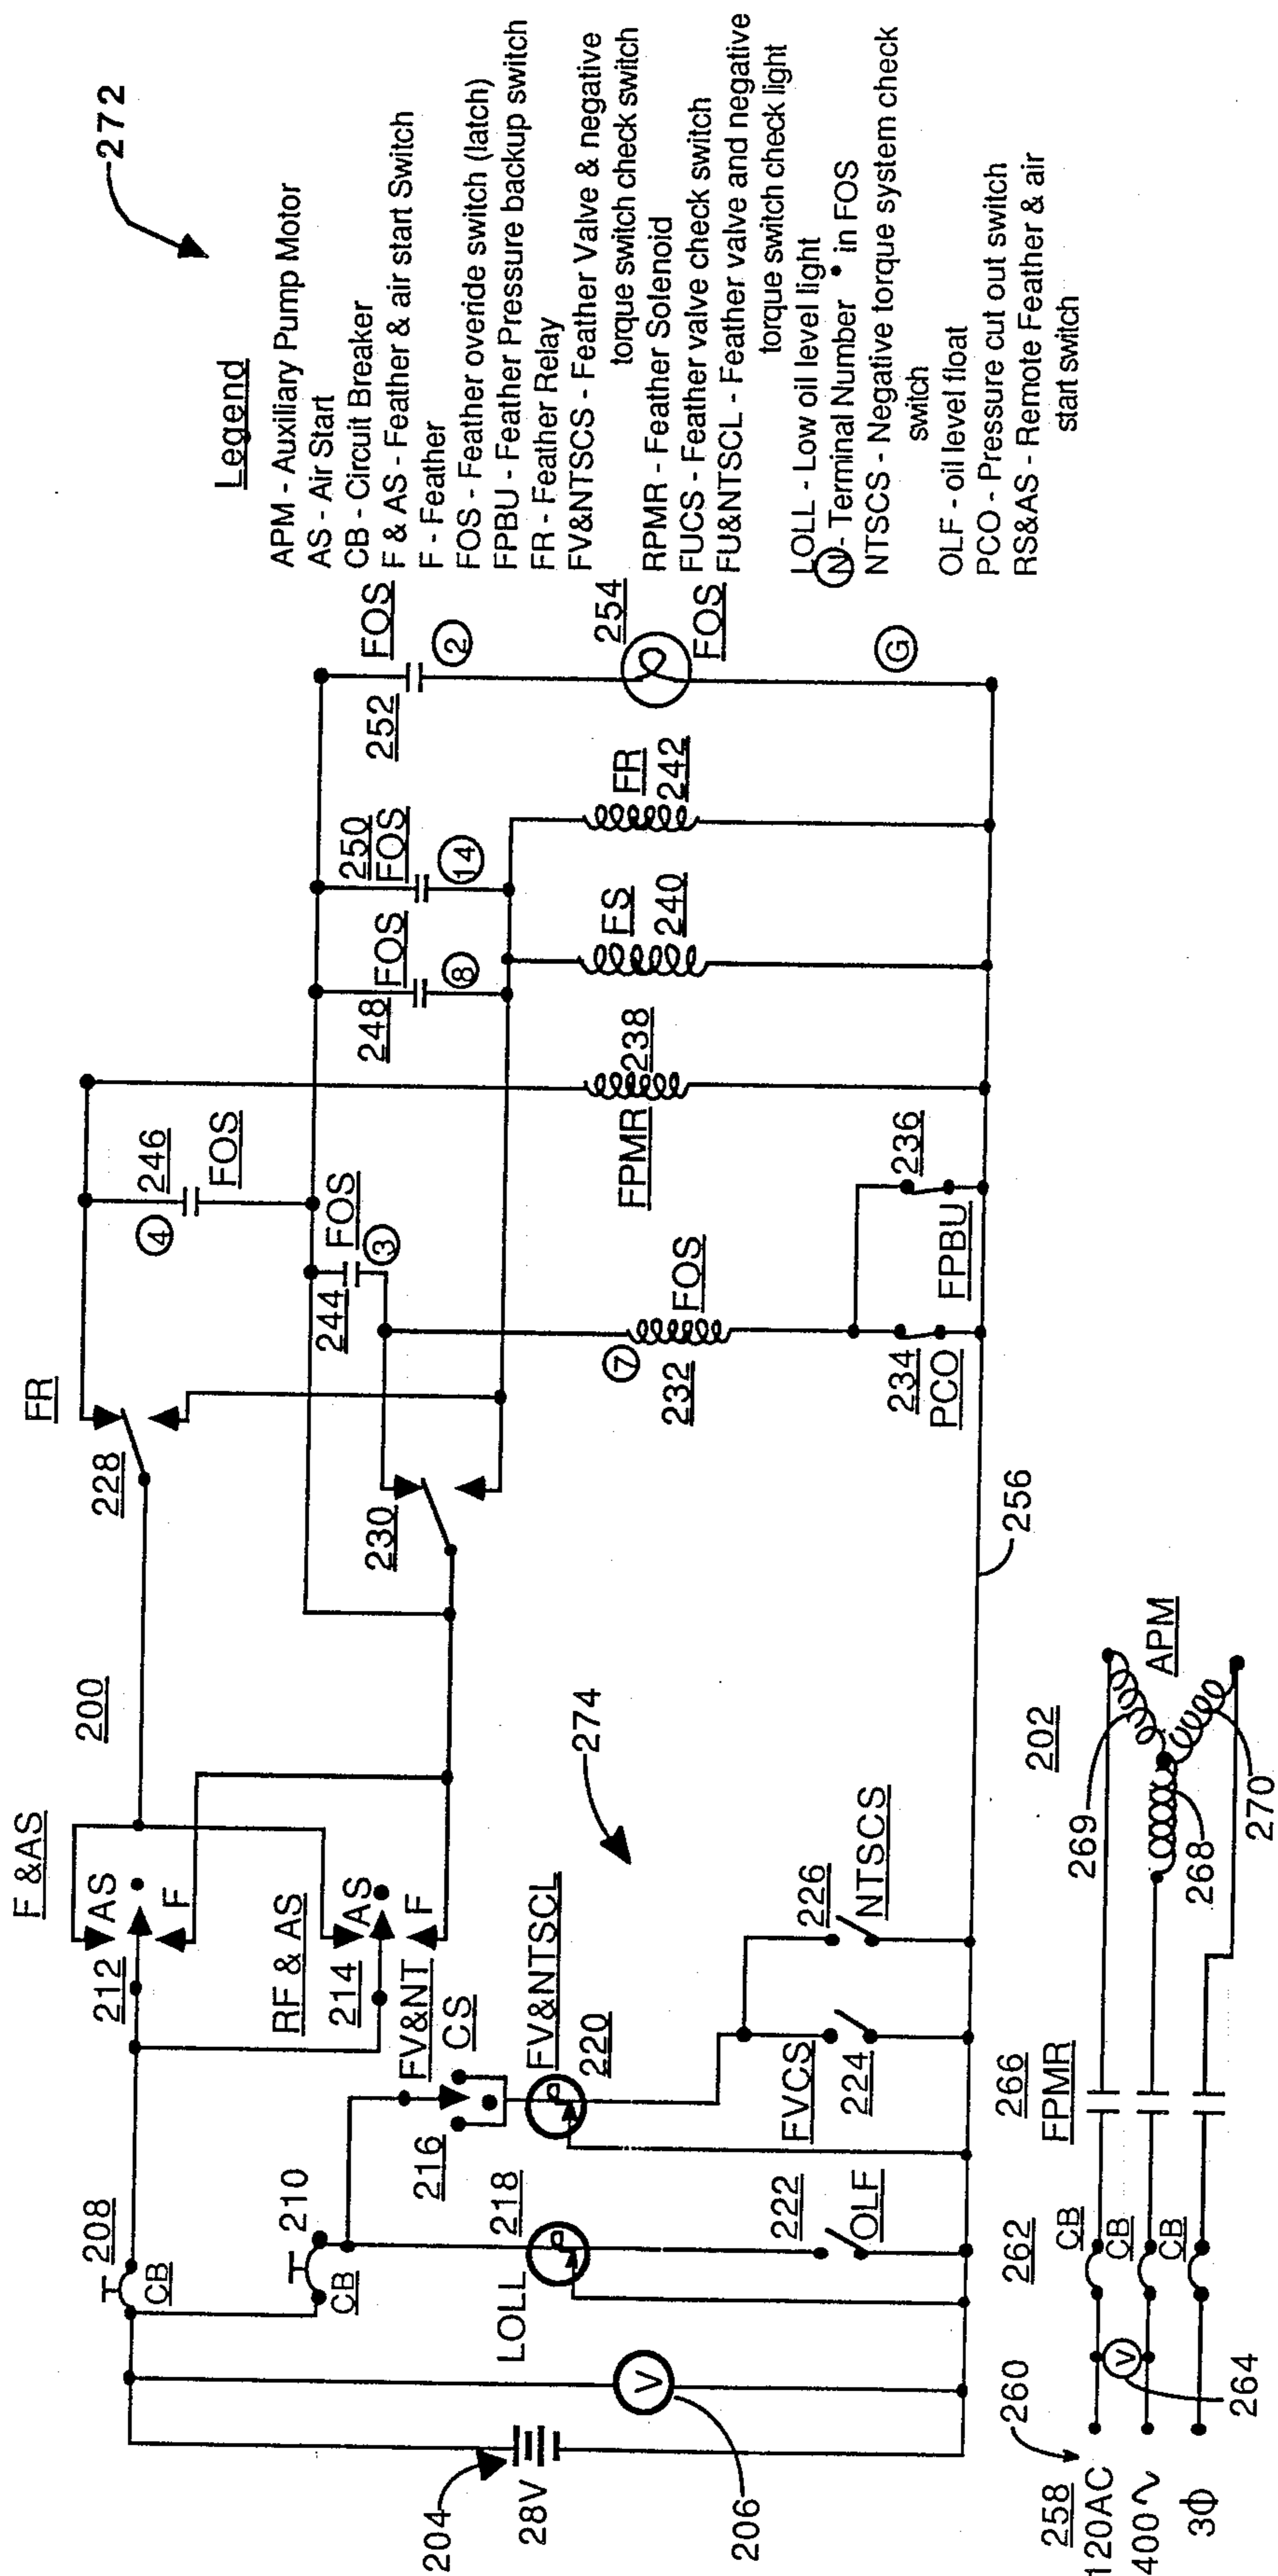 272
Legend
APM - Auxiliary Pump Motor
AS - Air Start
CB - Circuit Breaker
F & AS - Feather & air start Switch
F - Feather
FOS - Feather overide switch (latch)
FPBU - Feather Pressure backup switch
FR - Feather Relay
FV&NTSCS - Feather Valve & negative
torque switch check switch
RPMR - Feather Solenoid
FUCS - Feather valve check switch
FU&NTSCL - Feather valve and negative
torque switch check light
LOLL - Low oil level light
N - Terminal Number • in FOS
NTSCS - Negative torque system check
switch
OLF - oil level float
PCO - Pressure cut out switch
RS&AS - Remote Feather & air
start switch
F &AS
200
FR
228
4
246
FOS
212
AS
F
208
CB
210
CB
RF & AS
214
AS
F
FV&NT
CS
216
230
244
FOS
3
248
FOS
8
250
FOS
14
252
FOS
2
204
28V
206
V
LOLL
218
FV&NTSCL
220
274
7
FOS
232
FPMR
238
FS
240
FR
242
254
FOS
G
222
OLF
FVCS
224
226
NTSCS
234
PCO
FPBU
236
256
258
120AC
400~
3Φ
260
V
264
262
CB
CB
CB
266
FPMR
202
APM
269
268
270